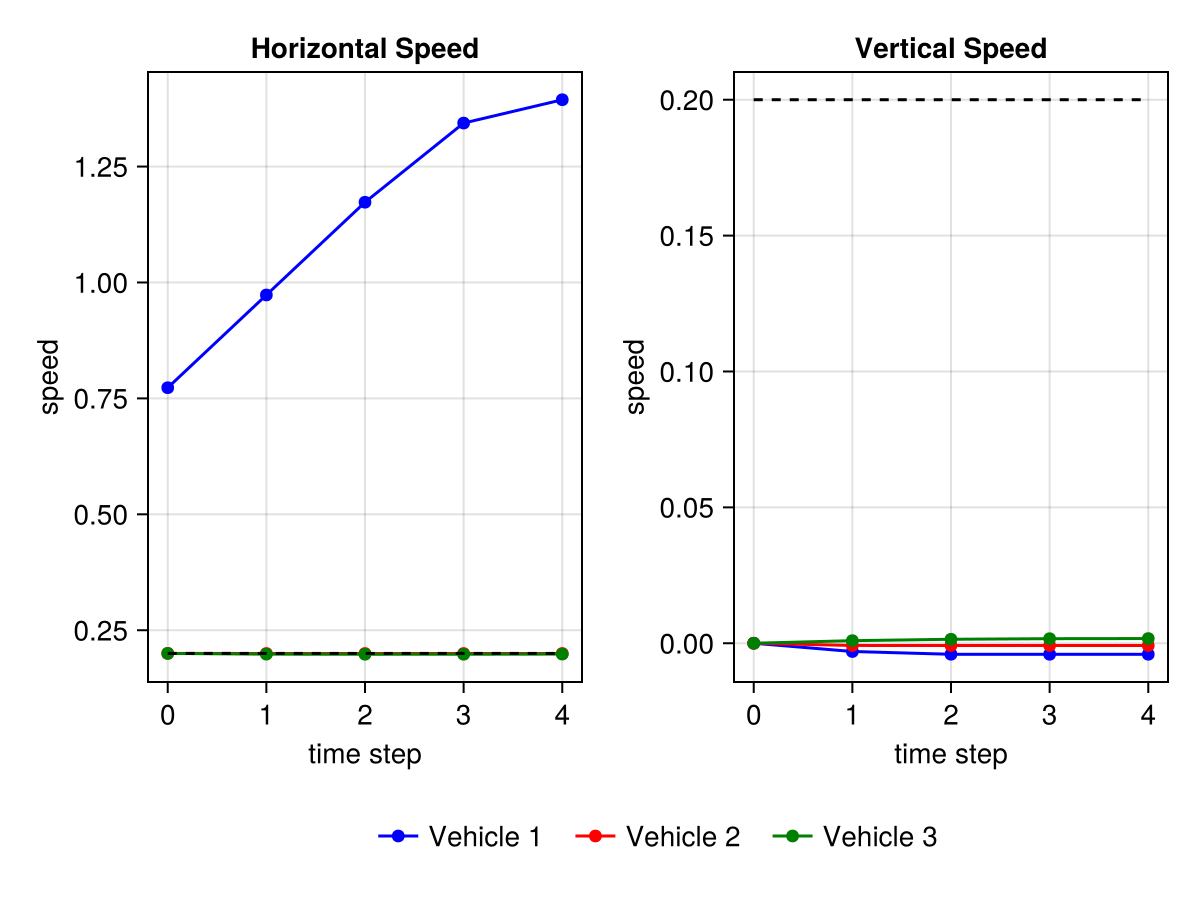 Horizontal Speed
speed
1.25
1.00
0.75
0.50
0.25
0 1 2 3 4
time step
Vertical Speed
speed
0.20
0.15
0.10
0.05
0.00
0 1 2 3 4
time step
Vehicle 1 Vehicle 2 Vehicle 3